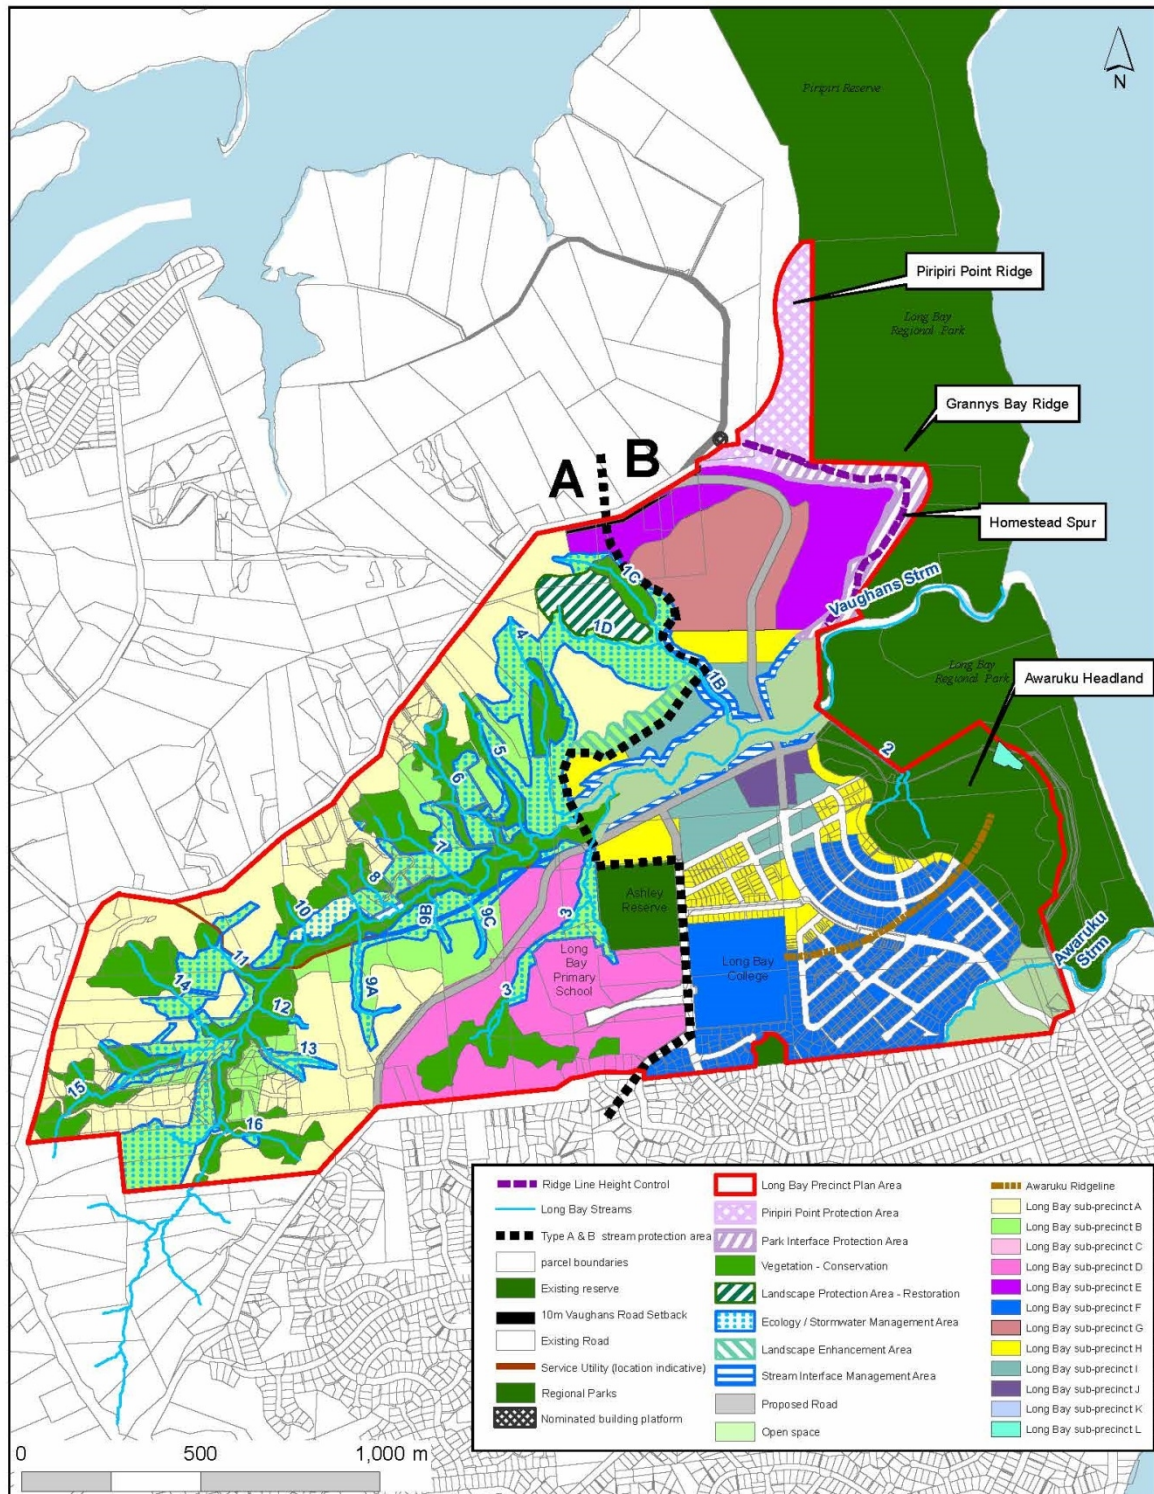 N
Piripiri Reserve
Piripiri Point Ridge
Long Bay
Regional Park
Grannys Bay Ridge
A
B
Homestead Spur
1C
Vaughans Strm
1D
4
1B
Long Bay
Regional Park
Awaruku Headland
2
5
6
7
8
Ashley
Reserve
10
9B
9C
3
11
Long
Bay
Primary
School
Long Bay
College
Awaruku
Strm
14
9A
3
12
13
15
16
Ridge Line Height Control
Long Bay Streams
Type A & B stream protection area
parcel boundaries
Existing reserve
10m Vaughans Road Setback
Existing Road
Service Utility (location indicative)
Regional Parks
Nominated building platform
Long Bay Precinct Plan Area
Piripiri Point Protection Area
Park Interface Protection Area
Vegetation - Conservation
Landscape Protection Area - Restoration
Ecology / Stormwater Management Area
Landscape Enhancement Area
Stream Interface Management Area
Proposed Road
Open space
Awaruku Ridgeline
Long Bay sub-precinct A
Long Bay sub-precinct B
Long Bay sub-precinct C
Long Bay sub-precinct D
Long Bay sub-precinct E
Long Bay sub-precinct F
Long Bay sub-precinct G
Long Bay sub-precinct H
Long Bay sub-precinct I
Long Bay sub-precinct J
Long Bay sub-precinct K
Long Bay sub-precinct L
0 500 1,000 m